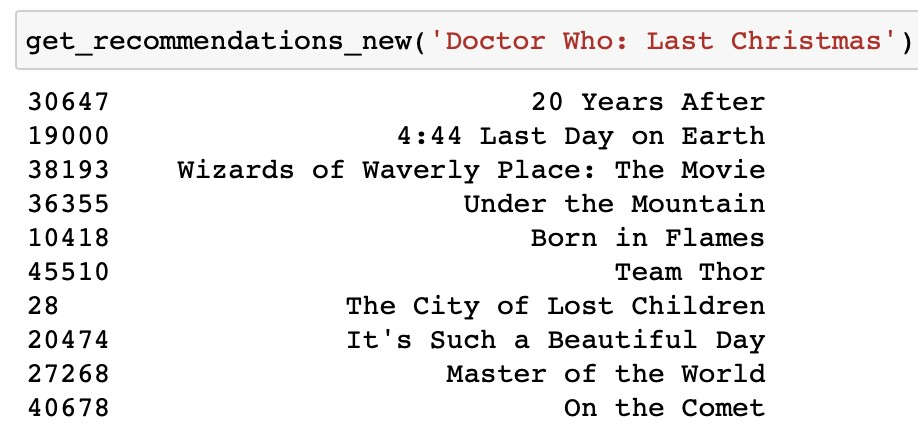 get_recommendations_new('Doctor Who: Last Christmas')
30647 20 Years After
19000 4:44 Last Day on Earth
38193 Wizards of Waverly Place: The Movie
36355 Under the Mountain
10418 Born in Flames
45510 Team Thor
28 The City of Lost Children
20474 It's Such a Beautiful Day
27268 Master of the World
40678 On the Comet